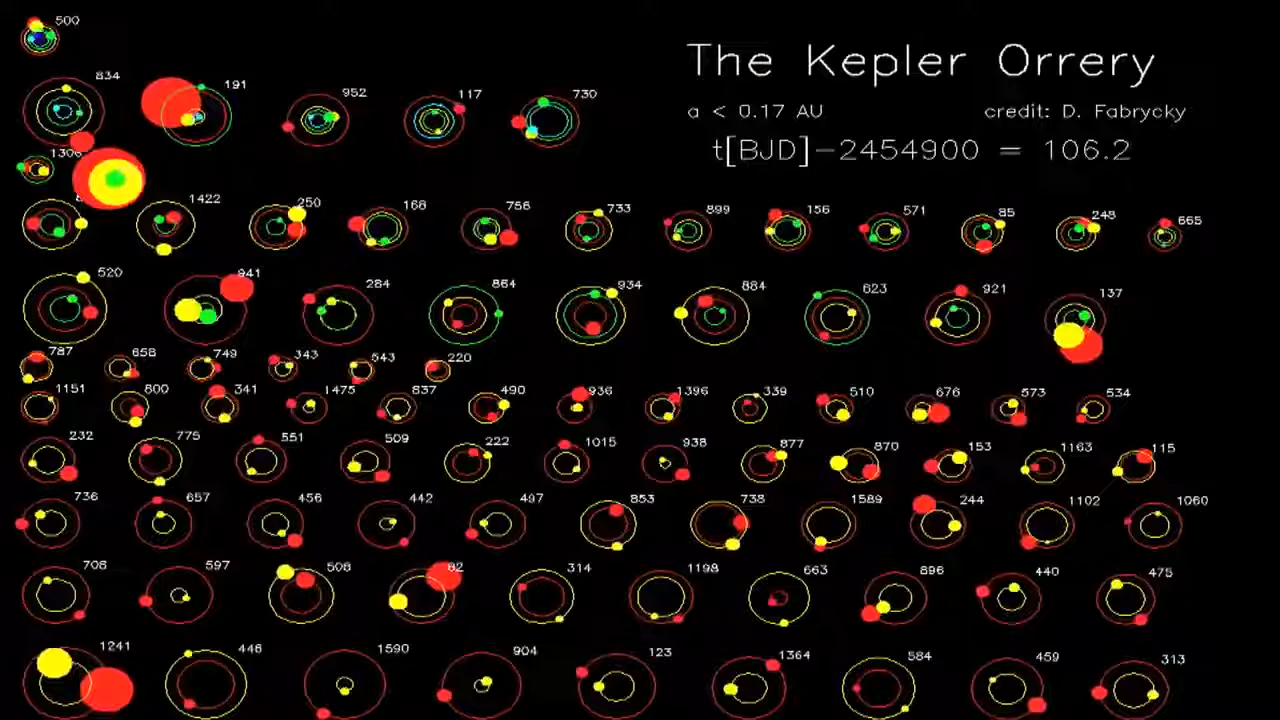 500
The Kepler Orrery
a < 0.17 AU credit: D. Fabrycky
t[BJD]-2454900 = 106.2
834 191 952 117 730
1306
1422 250 168 756 733 899 156 571 85 248 665
520 941 284 864 934 884 623 921 137
787 658 749 343 543 220
1151 800 341 1475 837 490 936 1396 339 510 676 573 534
232 775 551 509 222 1015 938 877 870 153 1163 115
736 657 456 442 497 853 738 1589 244 1102 1060
708 597 508 82 314 1198 663 896 440 475
1241 446 1590 904 123 1364 584 459 313